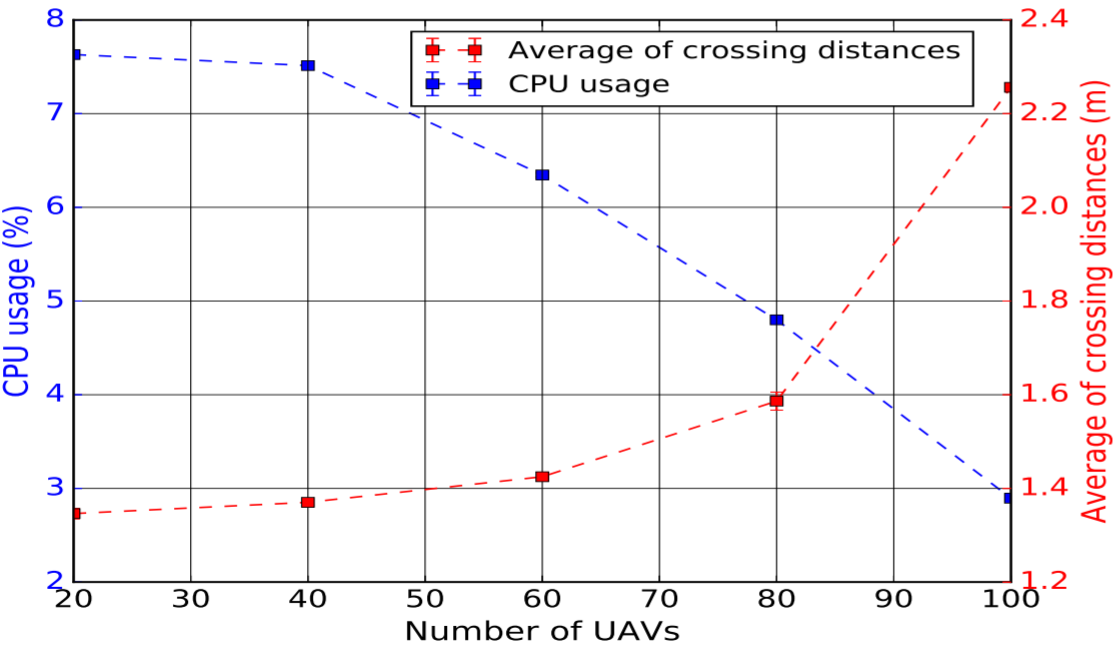 Average of crossing distances
CPU usage
8
7
6
5
4
3
2
CPU usage (%)
2.4
2.2
2.0
1.8
1.6
1.4
1.2
Average of crossing distances (m)
20 30 40 50 60 70 80 90 100
Number of UAVs